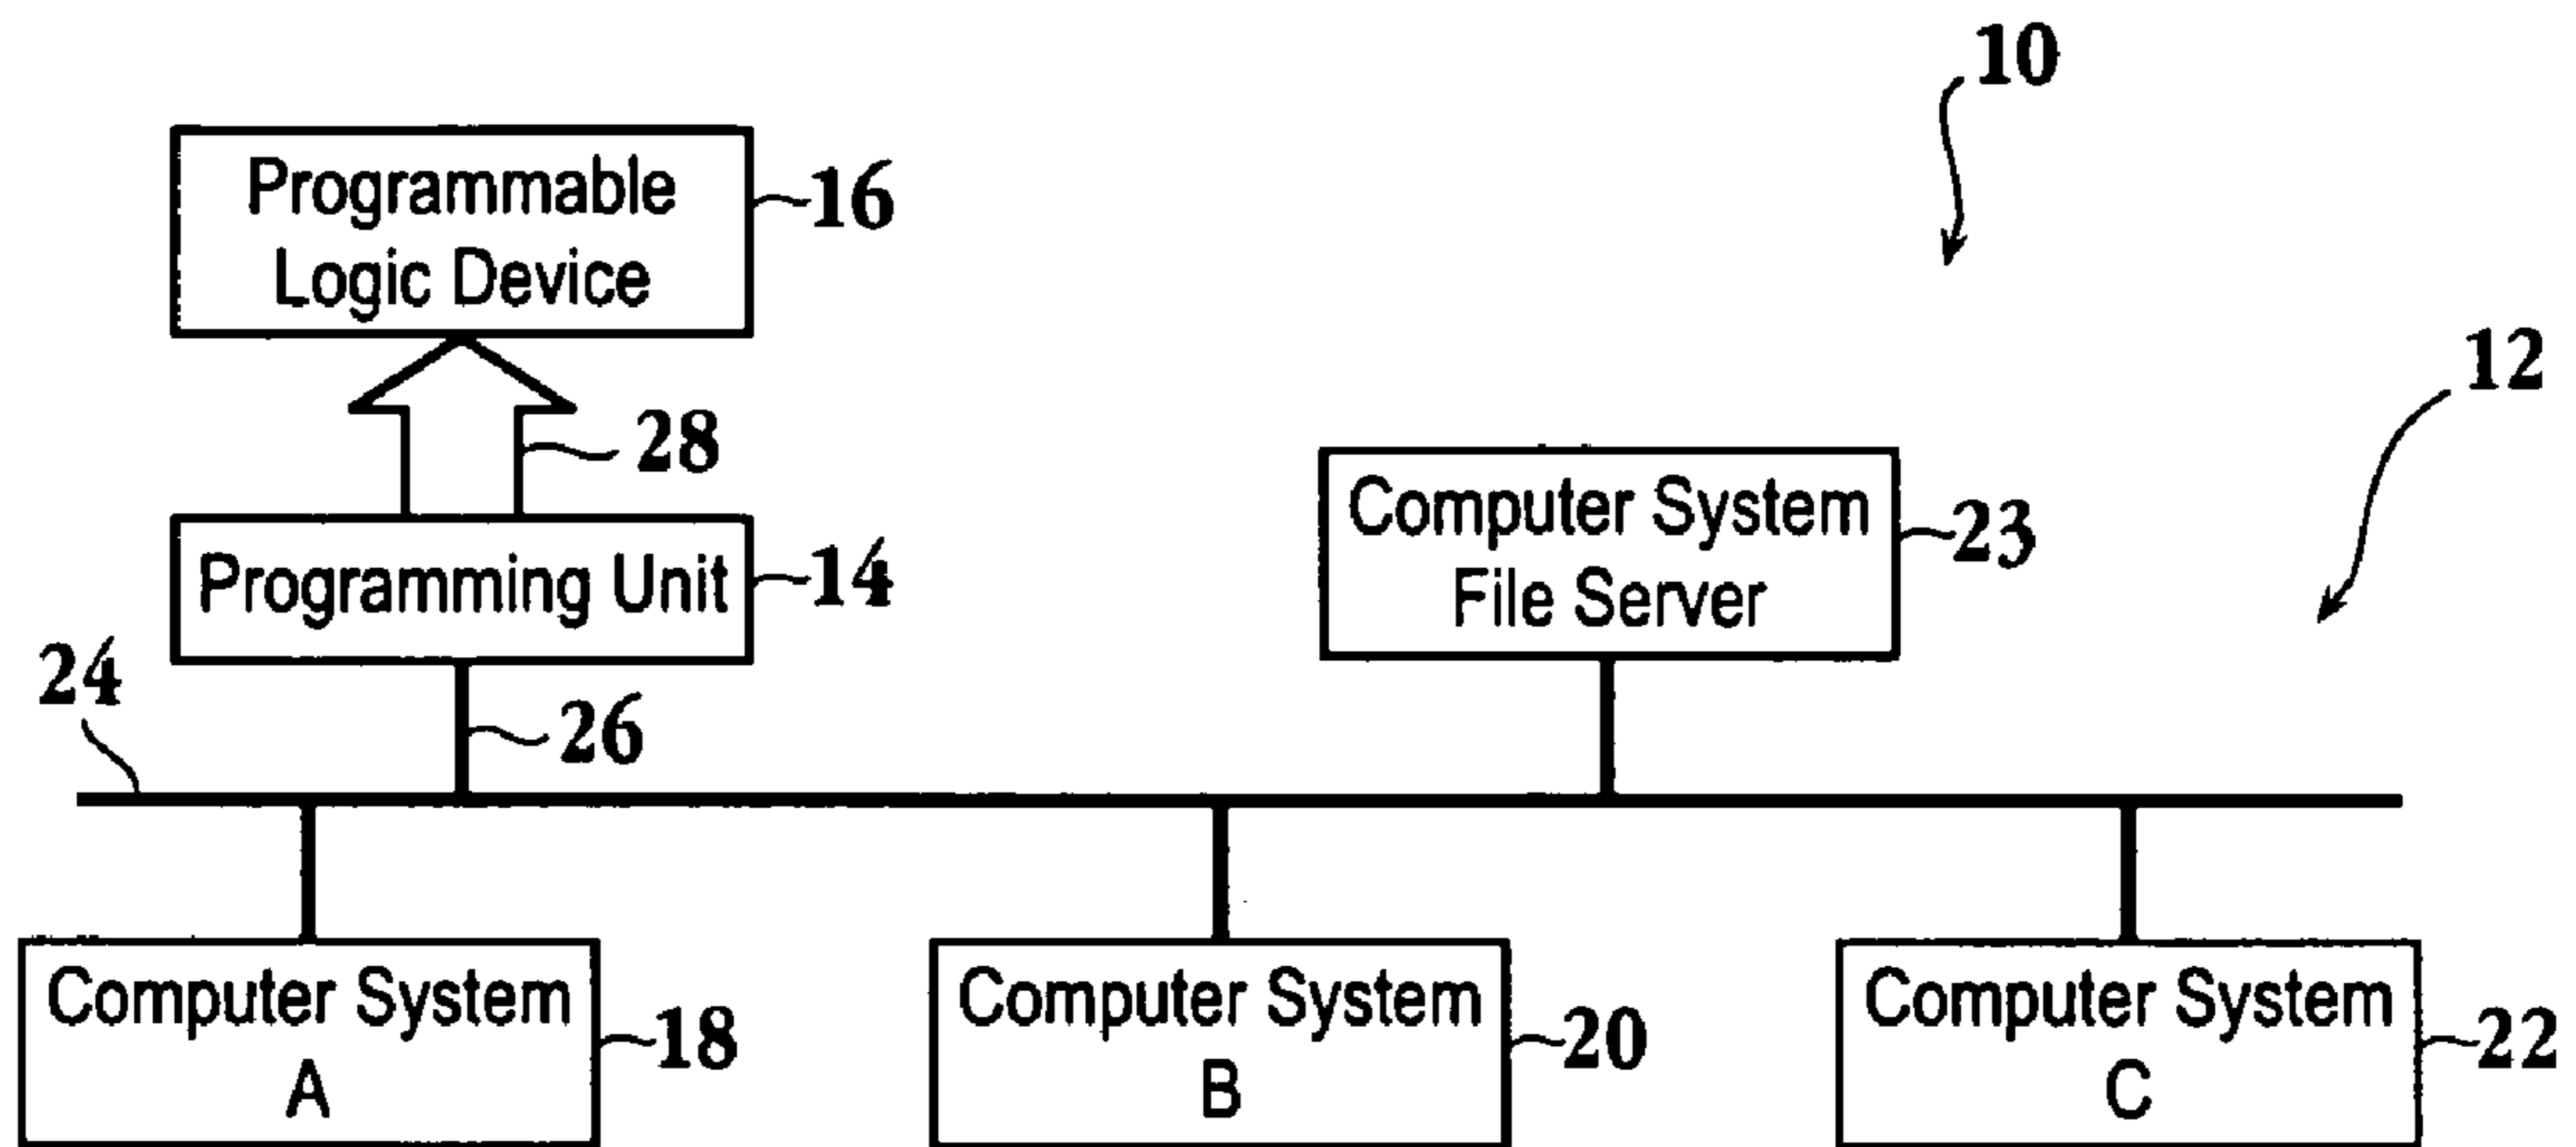 10
Programmable
Logic Device
16
12
28
Computer System
File Server
23
Programming Unit
14
24
26
Computer System
A
18
Computer System
B
20
Computer System
C
22